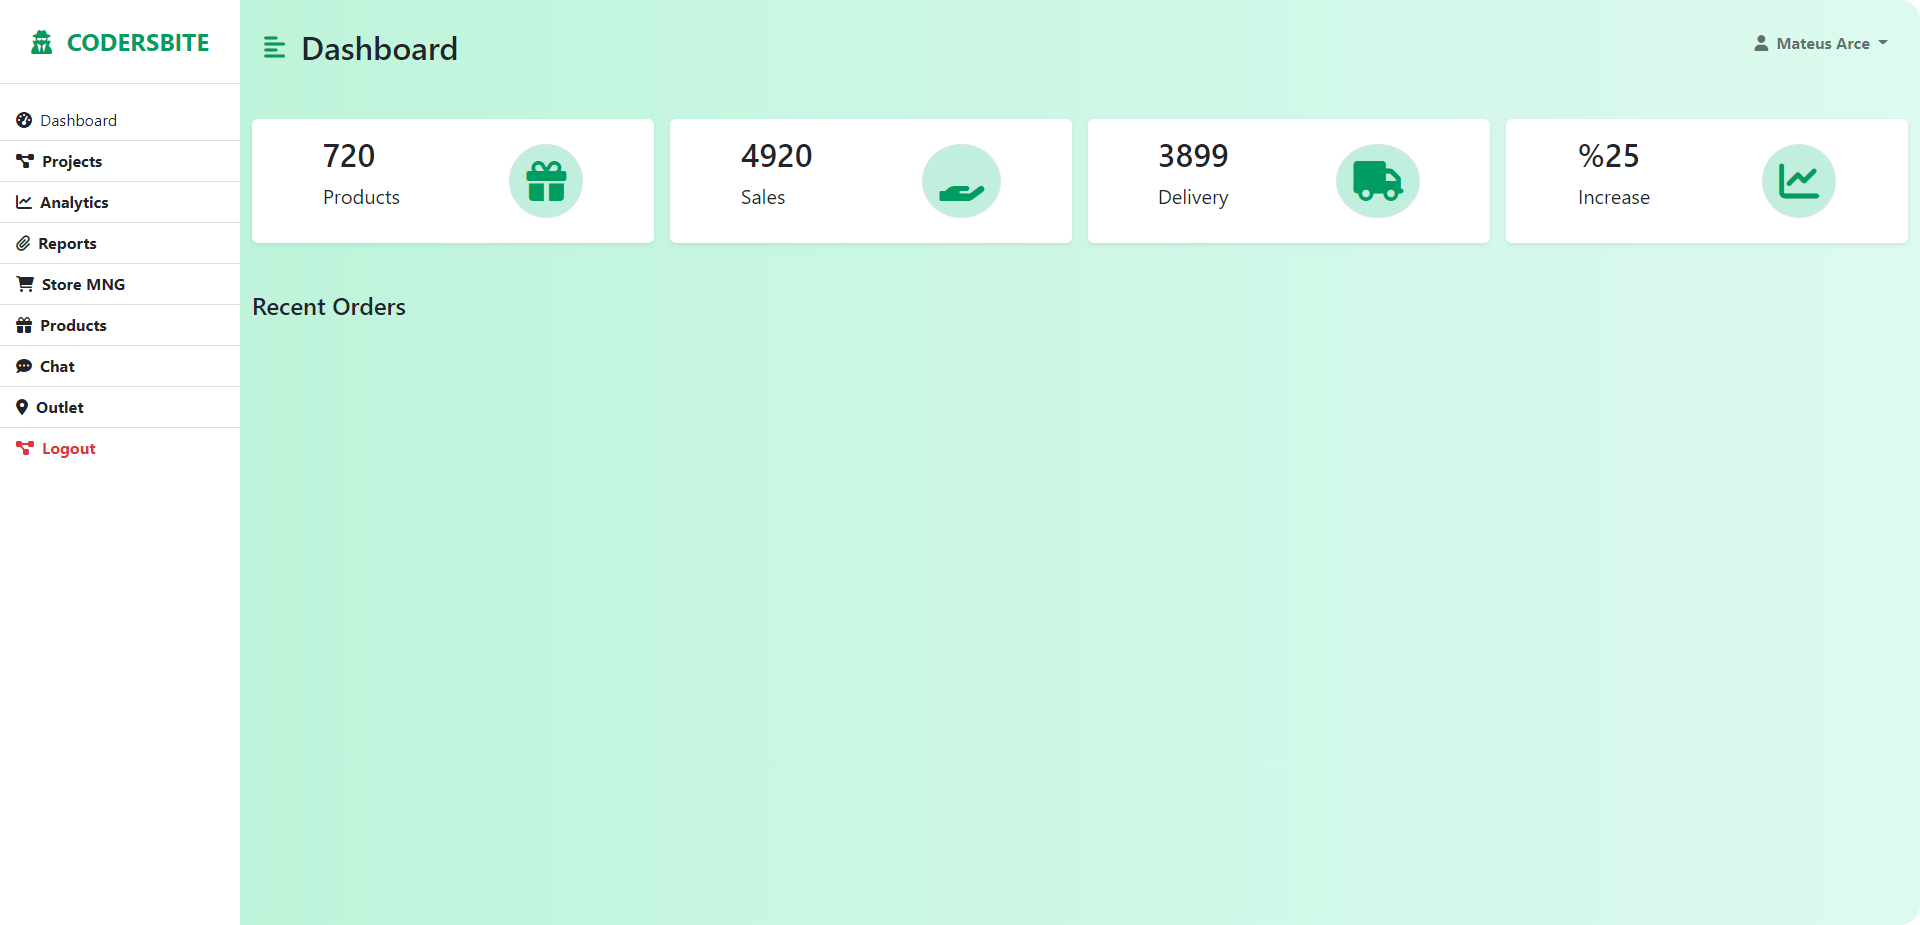 CODERSBITE
Dashboard
Projects
Analytics
Reports
Store MNG
Products
Chat
Outlet
Logout
Dashboard
Mateus Arce
720
Products
4920
Sales
3899
Delivery
%25
Increase
Recent Orders